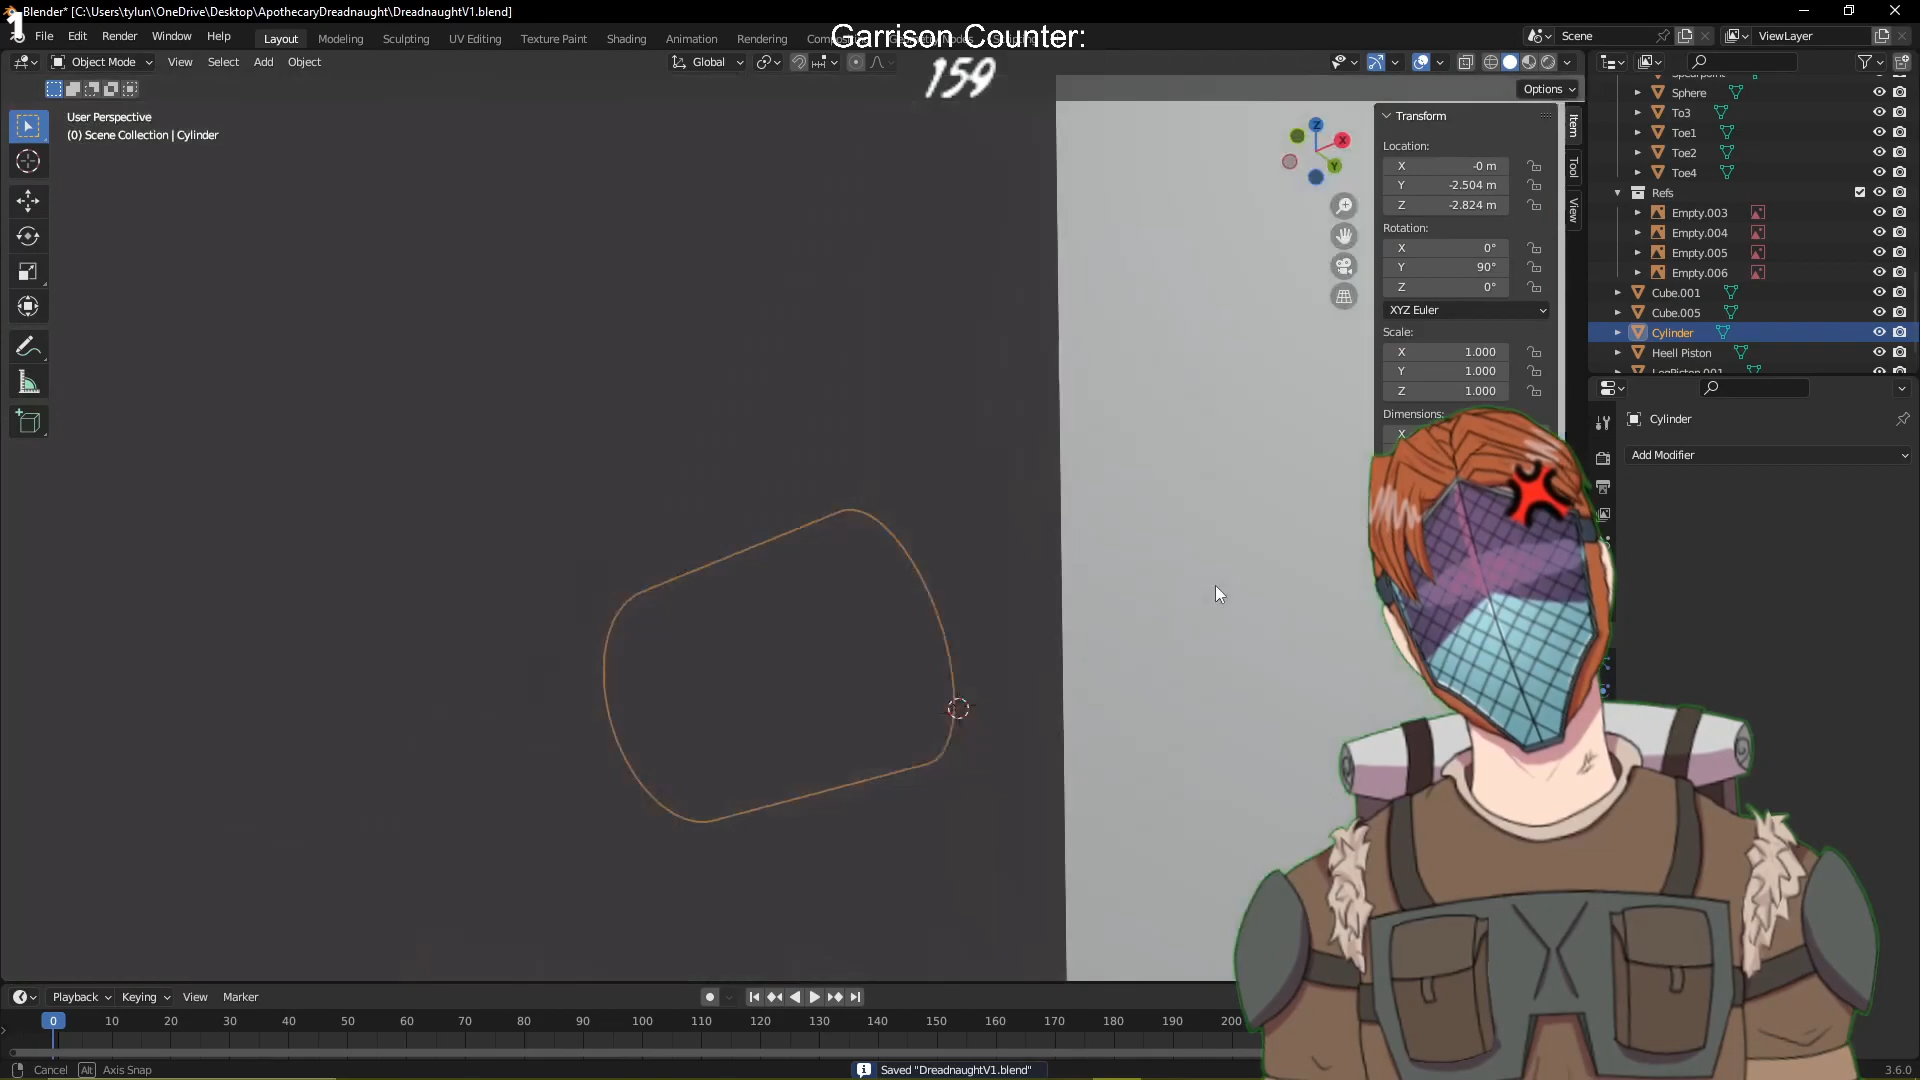 1
Blender* [C:\Users\tylun\OneDrive\Desktop\ApothecaryDreadnaught\DreadnaughtV1.blend]
File Edit Render Window Help
Layout Modeling Sculpting UV Editing Texture Paint Shading Animation Rendering
Garrison Counter:
159
Scene
ViewLayer
Object Mode View Select Add Object
Global
Options
User Perspective
(0) Scene Collection | Cylinder
Z
X
Y
Transform
Location:
X -0 m
Y -2.504 m
Z -2.824 m
Rotation:
X 0°
Y 90°
Z 0°
XYZ Euler
Scale:
X 1.000
Y 1.000
Z 1.000
Dimensions:
X
Item
Tool
View
Sphere
To3
Toe1
Toe2
Toe4
Refs
Empty.003
Empty.004
Empty.005
Empty.006
Cube.001
Cube.005
Cylinder
Heell Piston
Cylinder
Add Modifier
Playback Keying View Marker
0 10 20 30 40 50 60 70 80 90 100 110 120 130 140 150 160 170 180 190 200
Cancel Alt Axis Snap
Saved "DreadnaughtV1.blend"
3.6.0